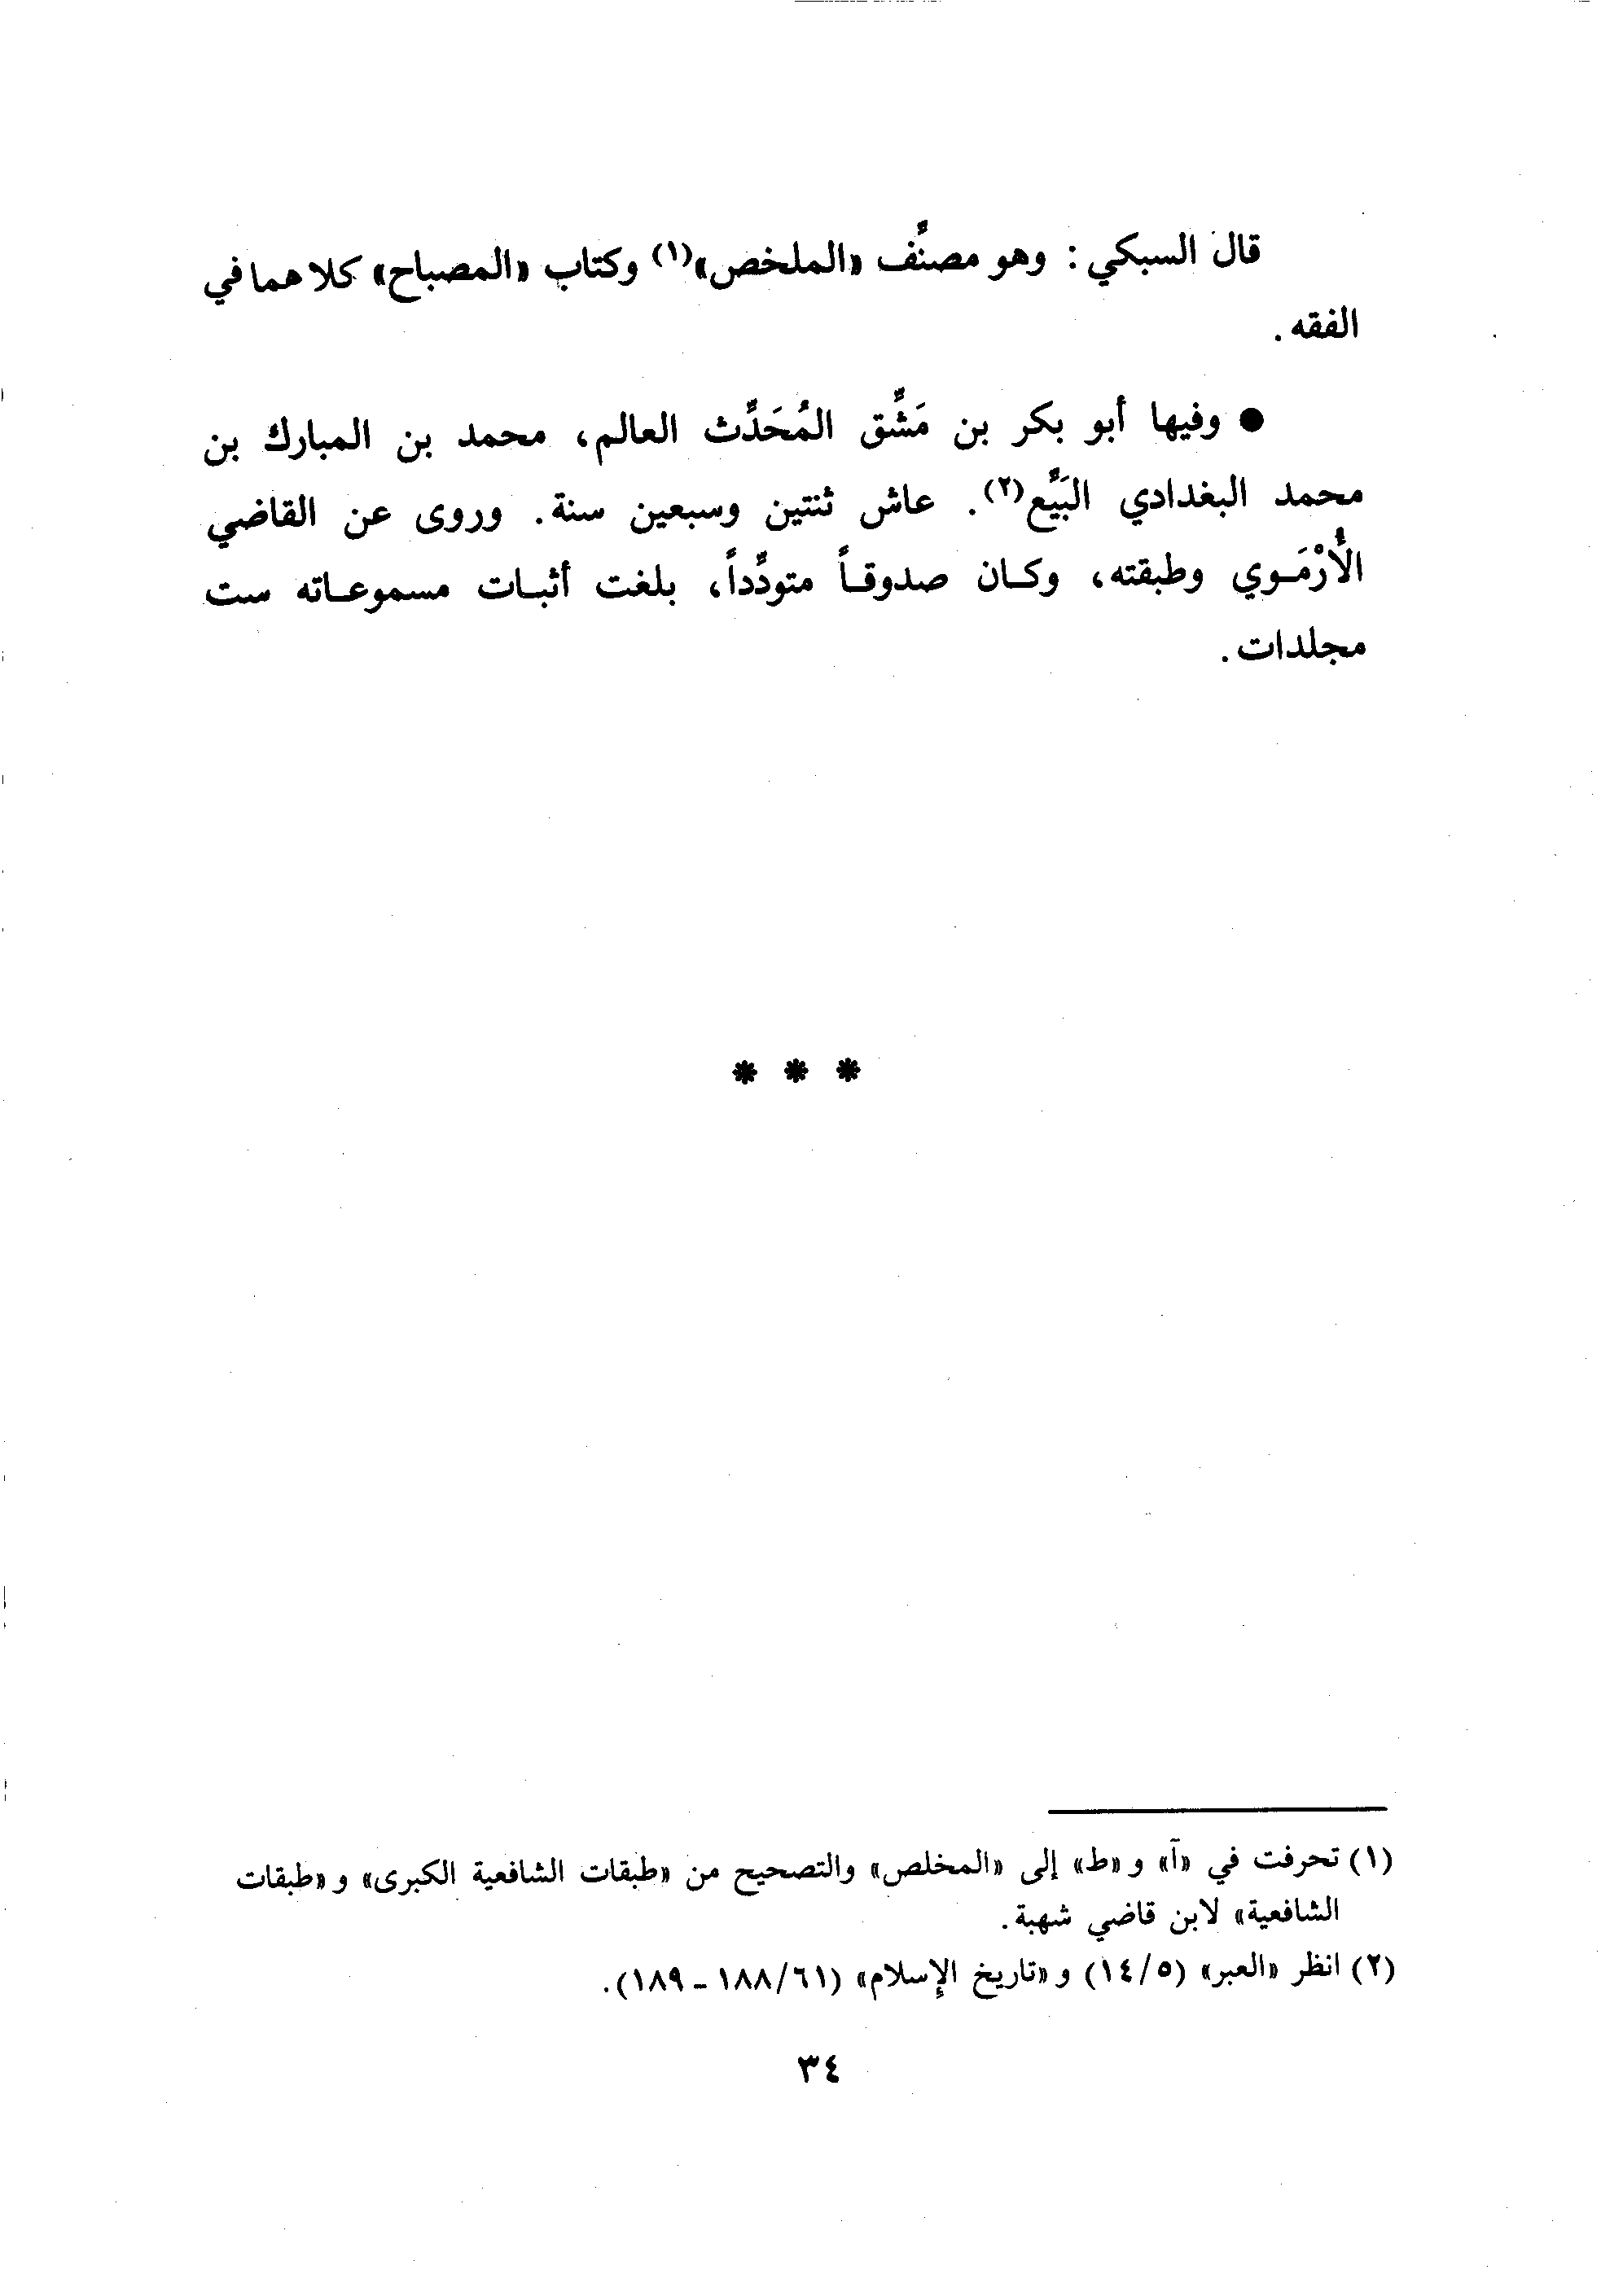 قال السبكي: وهو مصنِّف «الملخص»(١) وكتاب «المصباح» كلاهما في
الفقه.
● وفيها أبو بكر بن مَشِّق المُحَدِّث العالم، محمد بن المبارك بن
محمد البغدادي البَيِّع(٢). عاش ثنتين وسبعين سنة. وروى عن القاضي
الأُرْمَوي وطبقته، وكان صدوقاً متودِّداً، بلغت أثبات مسموعاته ست
مجلدات.
* * *
(١) تحرفت في «آ» و «ط» إلى «المخلص» والتصحيح من «طبقات الشافعية الكبرى» و «طبقات
الشافعية» لابن قاضي شهبة.
(٢) انظر «العبر» (١٤/٥) و «تاريخ الإسلام» (١٨٨/٦١ - ١٨٩).
٣٤